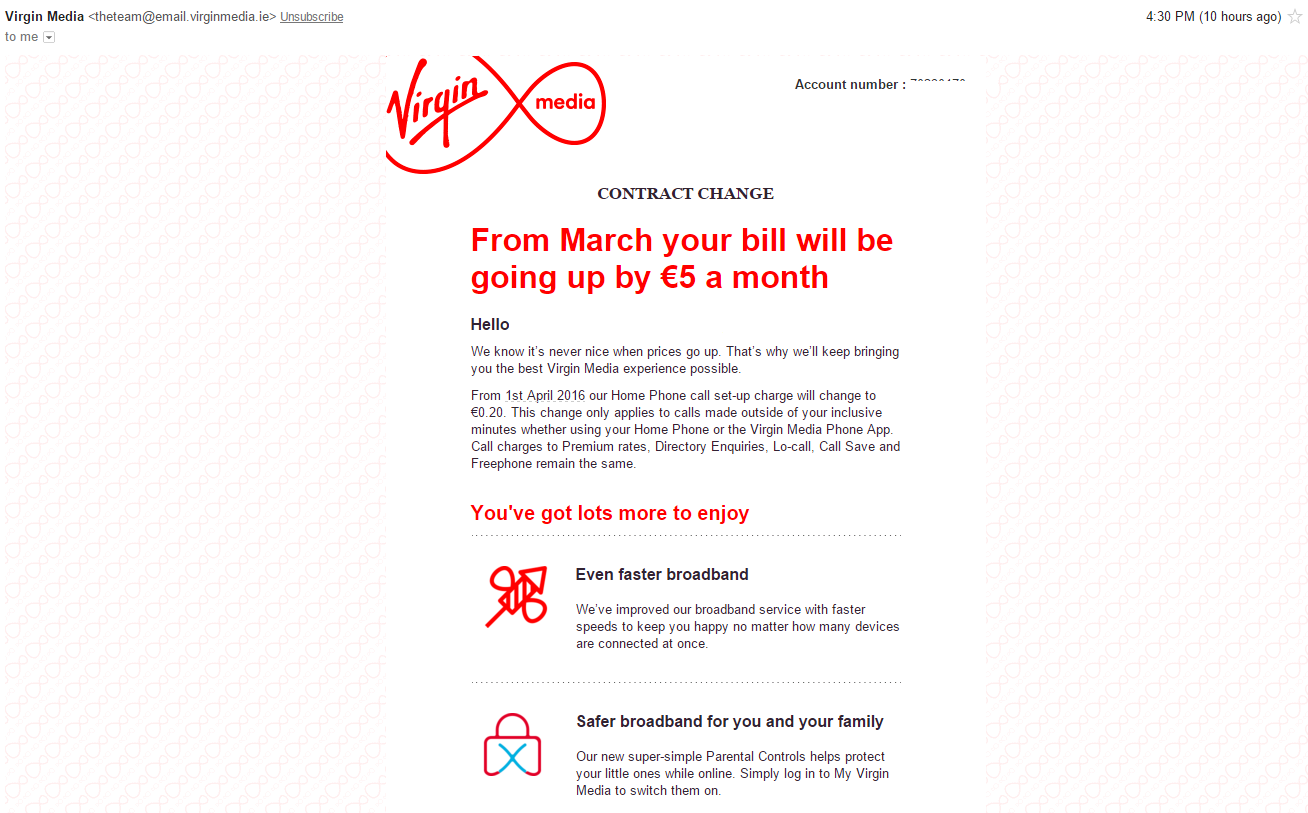 Virgin Media <theteam@email.virginmedia.ie> Unsubscribe
4:30 PM (10 hours ago)
to me
Virgin media
Account number :
CONTRACT CHANGE
From March your bill will be
going up by €5 a month
Hello
We know it's never nice when prices go up. That's why we'll keep bringing
you the best Virgin Media experience possible.
From 1st April 2016 our Home Phone call set-up charge will change to
€0.20. This change only applies to calls made outside of your inclusive
minutes whether using your Home Phone or the Virgin Media Phone App.
Call charges to Premium rates, Directory Enquiries, Lo-call, Call Save and
Freephone remain the same.
You've got lots more to enjoy
Even faster broadband
We've improved our broadband service with faster
speeds to keep you happy no matter how many devices
are connected at once.
Safer broadband for you and your family
Our new super-simple Parental Controls helps protect
your little ones while online. Simply log in to My Virgin
Media to switch them on.